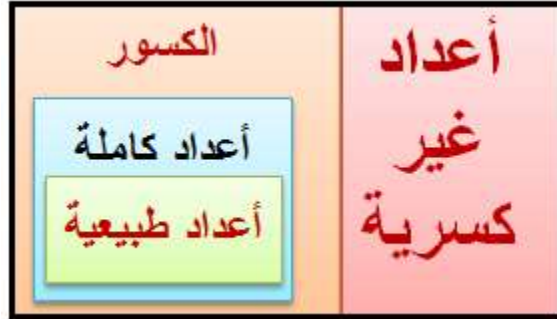 أعداد
غير
كسرية
الكسور
أعداد كاملة
أعداد طبيعية